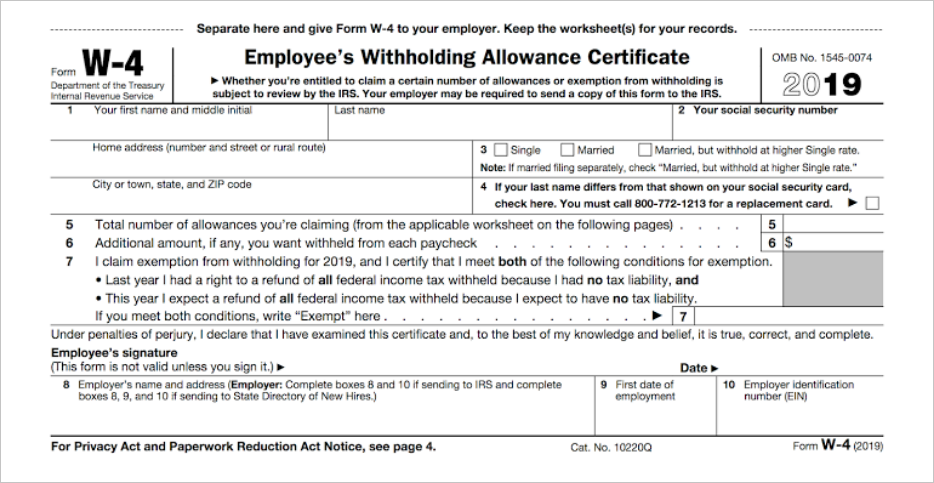 Separate here and give Form W-4 to your employer. Keep the worksheet(s) for your records.
Form W-4
Department of the Treasury
Internal Revenue Service
Employee's Withholding Allowance Certificate
▶ Whether you're entitled to claim a certain number of allowances or exemption from withholding is
subject to review by the IRS. Your employer may be required to send a copy of this form to the IRS.
OMB No. 1545-0074
2019
1 Your first name and middle initial
Last name
2 Your social security number
Home address (number and street or rural route)
3 Single Married Married, but withhold at higher Single rate.
Note: If married filing separately, check "Married, but withhold at higher Single rate."
City or town, state, and ZIP code
4 If your last name differs from that shown on your social security card,
check here. You must call 800-772-1213 for a replacement card. ▶
5 Total number of allowances you're claiming (from the applicable worksheet on the following pages) . . . . 5
6 Additional amount, if any, you want withheld from each paycheck . . . . . . . . . . . . . . 6 $
7 I claim exemption from withholding for 2019, and I certify that I meet both of the following conditions for exemption.
• Last year I had a right to a refund of all federal income tax withheld because I had no tax liability, and
• This year I expect a refund of all federal income tax withheld because I expect to have no tax liability.
If you meet both conditions, write "Exempt" here . . . . . . . . . . . . . . . ▶ 7
Under penalties of perjury, I declare that I have examined this certificate and, to the best of my knowledge and belief, it is true, correct, and complete.
Employee's signature
(This form is not valid unless you sign it.) ▶
Date ▶
8 Employer's name and address (Employer: Complete boxes 8 and 10 if sending to IRS and complete
boxes 8, 9, and 10 if sending to State Directory of New Hires.)
9 First date of
employment
10 Employer identification
number (EIN)
For Privacy Act and Paperwork Reduction Act Notice, see page 4.
Cat. No. 10220Q
Form W-4 (2019)